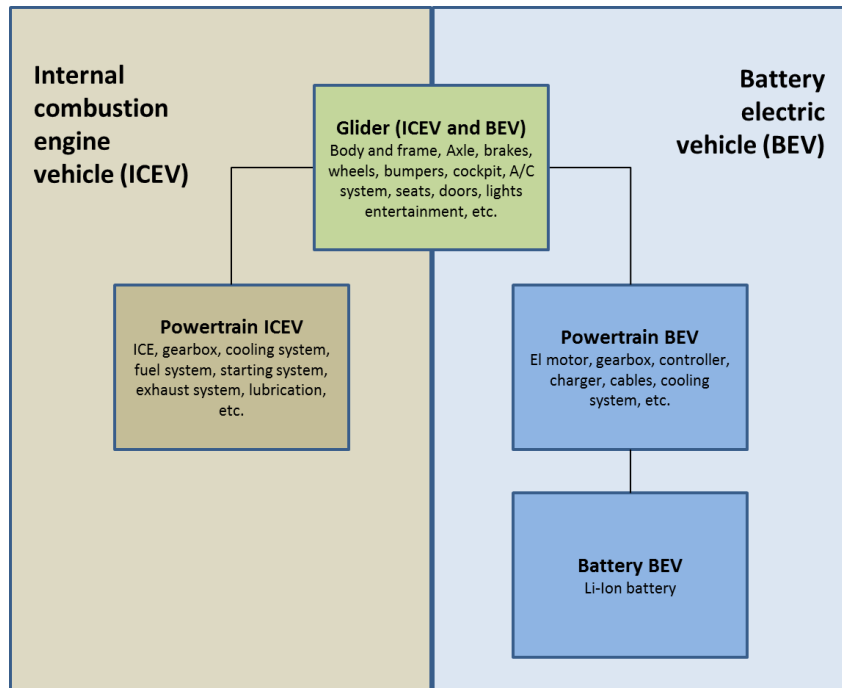 Internal
combustion
engine
vehicle (ICEV)
Battery
electric
vehicle (BEV)
Glider (ICEV and BEV)
Body and frame, Axle, brakes,
wheels, bumpers, cockpit, A/C
system, seats, doors, lights
entertainment, etc.
Powertrain ICEV
ICE, gearbox, cooling system,
fuel system, starting system,
exhaust system, lubrication,
etc.
Powertrain BEV
El motor, gearbox, controller,
charger, cables, cooling
system, etc.
Battery BEV
Li-Ion battery